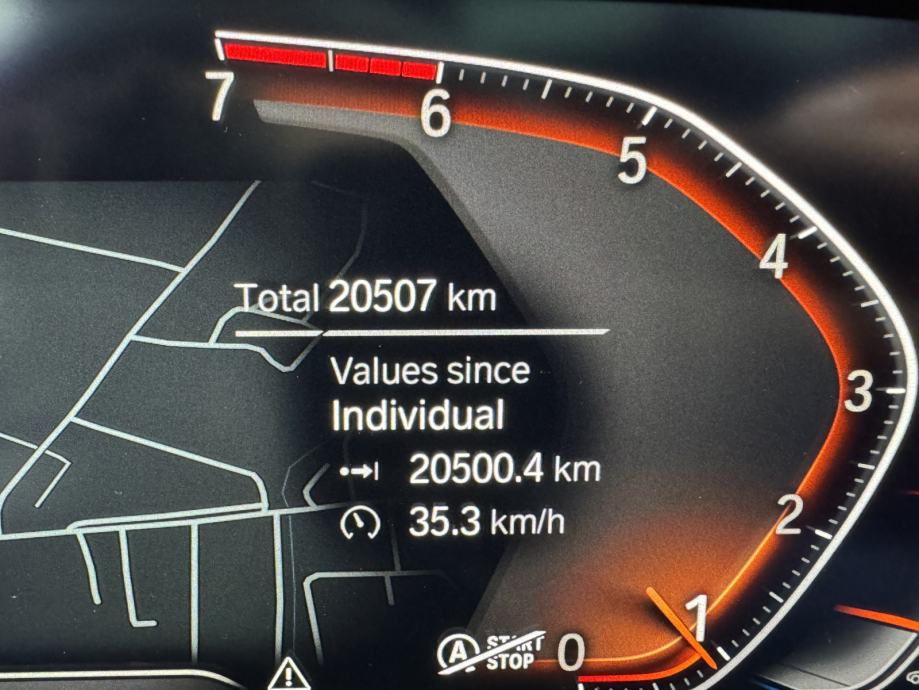 7
6
5
4
Total 20507 km
Values since
3
Individual
20500.4 km
2
35.3 km/h
1
A START
STOP
0